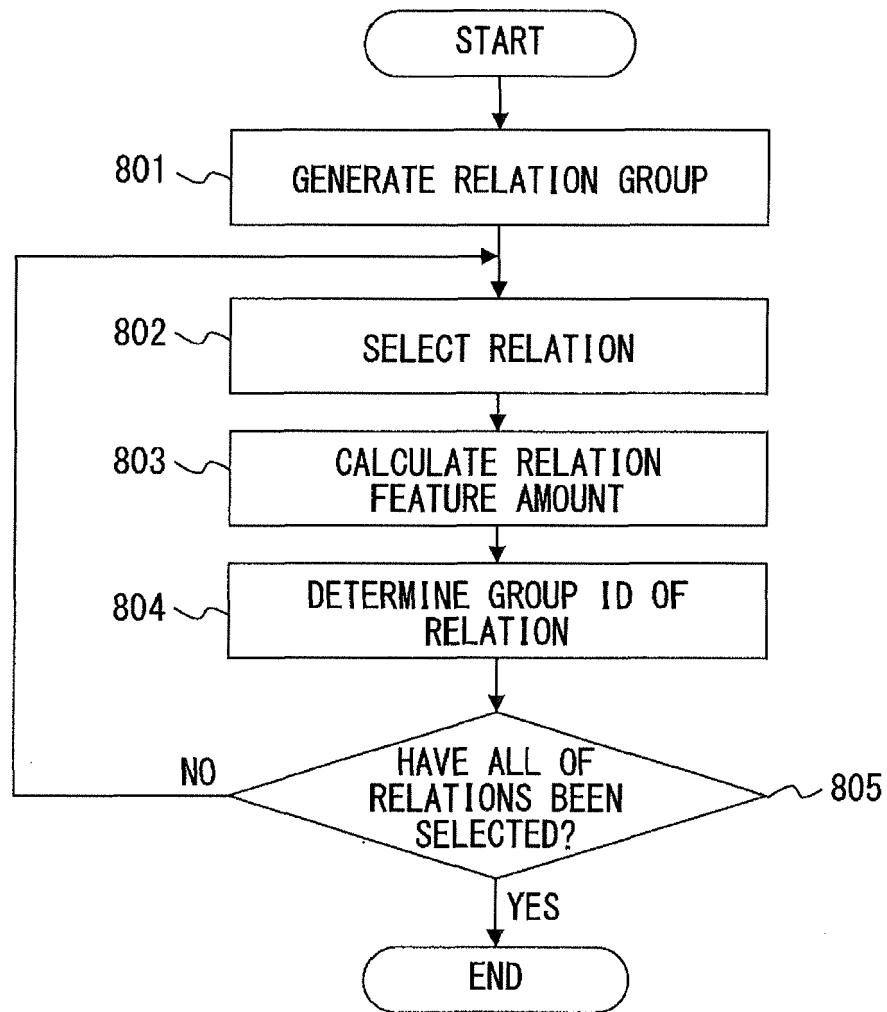 START
801
GENERATE RELATION GROUP
802
SELECT RELATION
803
CALCULATE RELATION
FEATURE AMOUNT
804
DETERMINE GROUP ID OF
RELATION
NO
HAVE ALL OF
RELATIONS BEEN
SELECTED?
805
YES
END